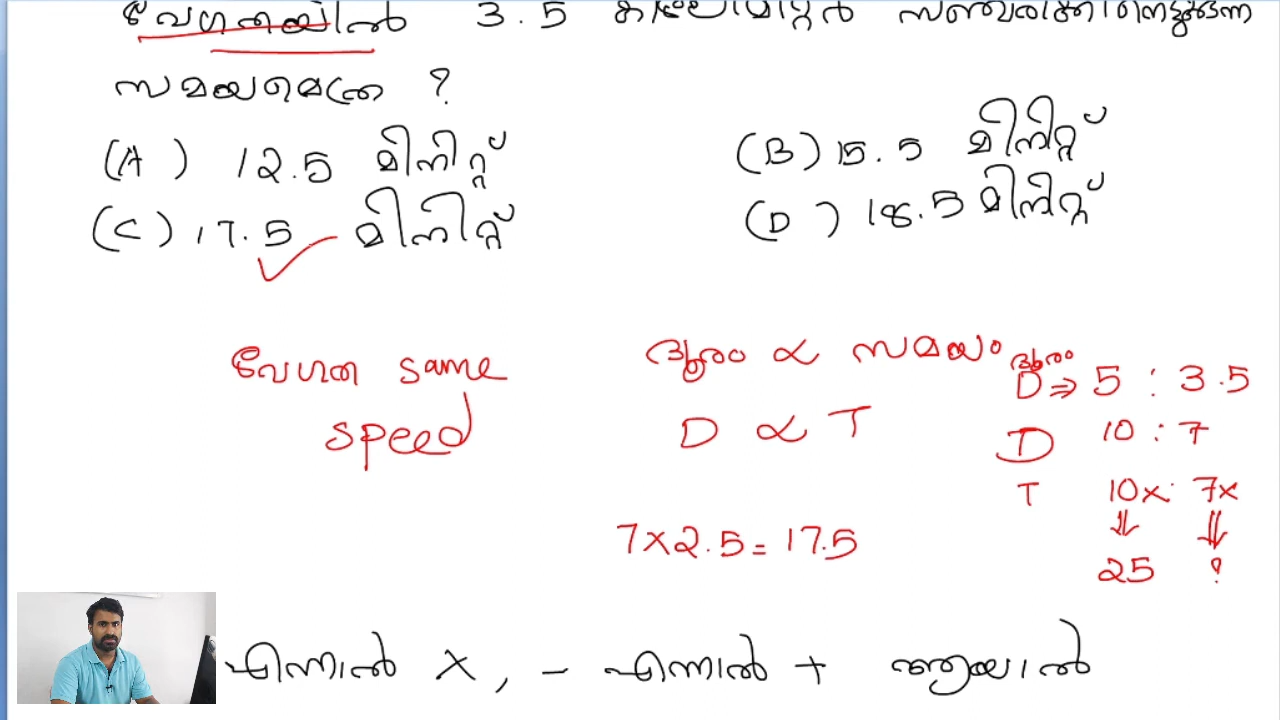 വേഗതയിൽ 3.5 കിലോമീറ്റർ സഞ്ചരിക്കാനെടുക്കുന്ന
സമയമെത്ര ?
(A) 12.5 മിനിറ്റ് (B) 15.5 മിനിറ്റ്
(C) 17.5 മിനിറ്റ് (D) 18.5 മിനിറ്റ്
വേഗത same
speed
ദൂരം ∝ സമയം
D ∝ T
7×2.5=17.5
ദൂരം
D ⇒ 5 : 3.5
D 10 : 7
T 10x : 7x
⇓ ⇓
25 ?
എന്നാൽ ×, - എന്നാൽ + ആയാൽ